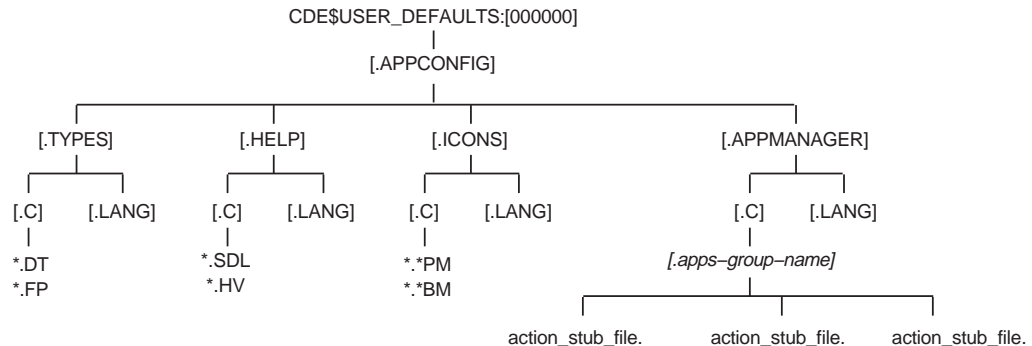 CDE$USER_DEFAULTS:[000000]
[.APPCONFIG]
[.TYPES] [.HELP] [.ICONS] [.APPMANAGER]
[.C] [.LANG] [.C] [.LANG] [.C] [.LANG] [.C] [.LANG]
*.DT *.SDL *.*PM [.apps–group–name]
*.FP *.HV *.*BM
action_stub_file. action_stub_file. action_stub_file.